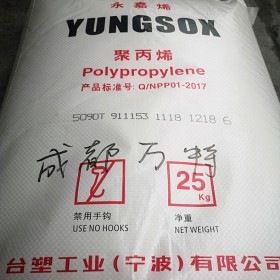 永嘉烯
YUNGSOX
聚丙烯
Polypropylene
产品标准号: Q/NPP01-2017
5090T 911153 1118 1218 6
成都万特
25
Kg
禁用手钩
USE NO HOOKS
净重
NET WEIGHT
台塑工业(宁波)有限公司